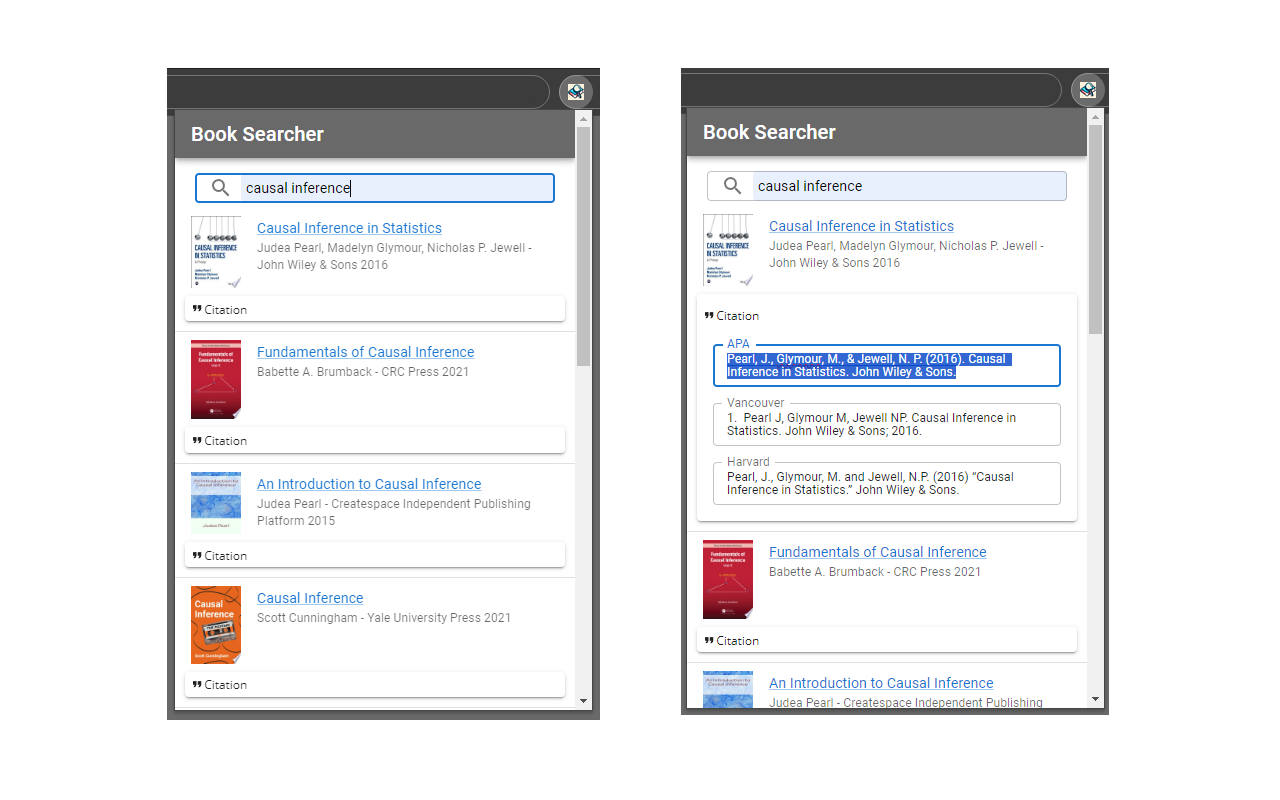 Book Searcher
causal inference
CAUSAL INFERENCE
IN STATISTICS
Causal Inference in Statistics
Judea Pearl, Madelyn Glymour, Nicholas P. Jewell -
John Wiley & Sons 2016
Citation
Fundamentals of
Causal Inference
Fundamentals of Causal Inference
Babette A. Brumback - CRC Press 2021
Citation
An Introduction to
Causal Inference
Judea Pearl
An Introduction to Causal Inference
Judea Pearl - Createspace Independent Publishing
Platform 2015
Citation
Causal
Inference
Scott Cunningham
Causal Inference
Scott Cunningham - Yale University Press 2021
Citation
Book Searcher
causal inference
CAUSAL INFERENCE
IN STATISTICS
Causal Inference in Statistics
Judea Pearl, Madelyn Glymour, Nicholas P. Jewell -
John Wiley & Sons 2016
Citation
APA
Pearl, J., Glymour, M., & Jewell, N. P. (2016). Causal
Inference in Statistics. John Wiley & Sons.
Vancouver
1. Pearl J, Glymour M, Jewell NP. Causal Inference in
Statistics. John Wiley & Sons; 2016.
Harvard
Pearl, J., Glymour, M. and Jewell, N.P. (2016) “Causal
Inference in Statistics.” John Wiley & Sons.
Fundamentals of
Causal Inference
Fundamentals of Causal Inference
Babette A. Brumback - CRC Press 2021
Citation
An Introduction to
Causal Inference
An Introduction to Causal Inference
Judea Pearl - Createspace Independent Publishing